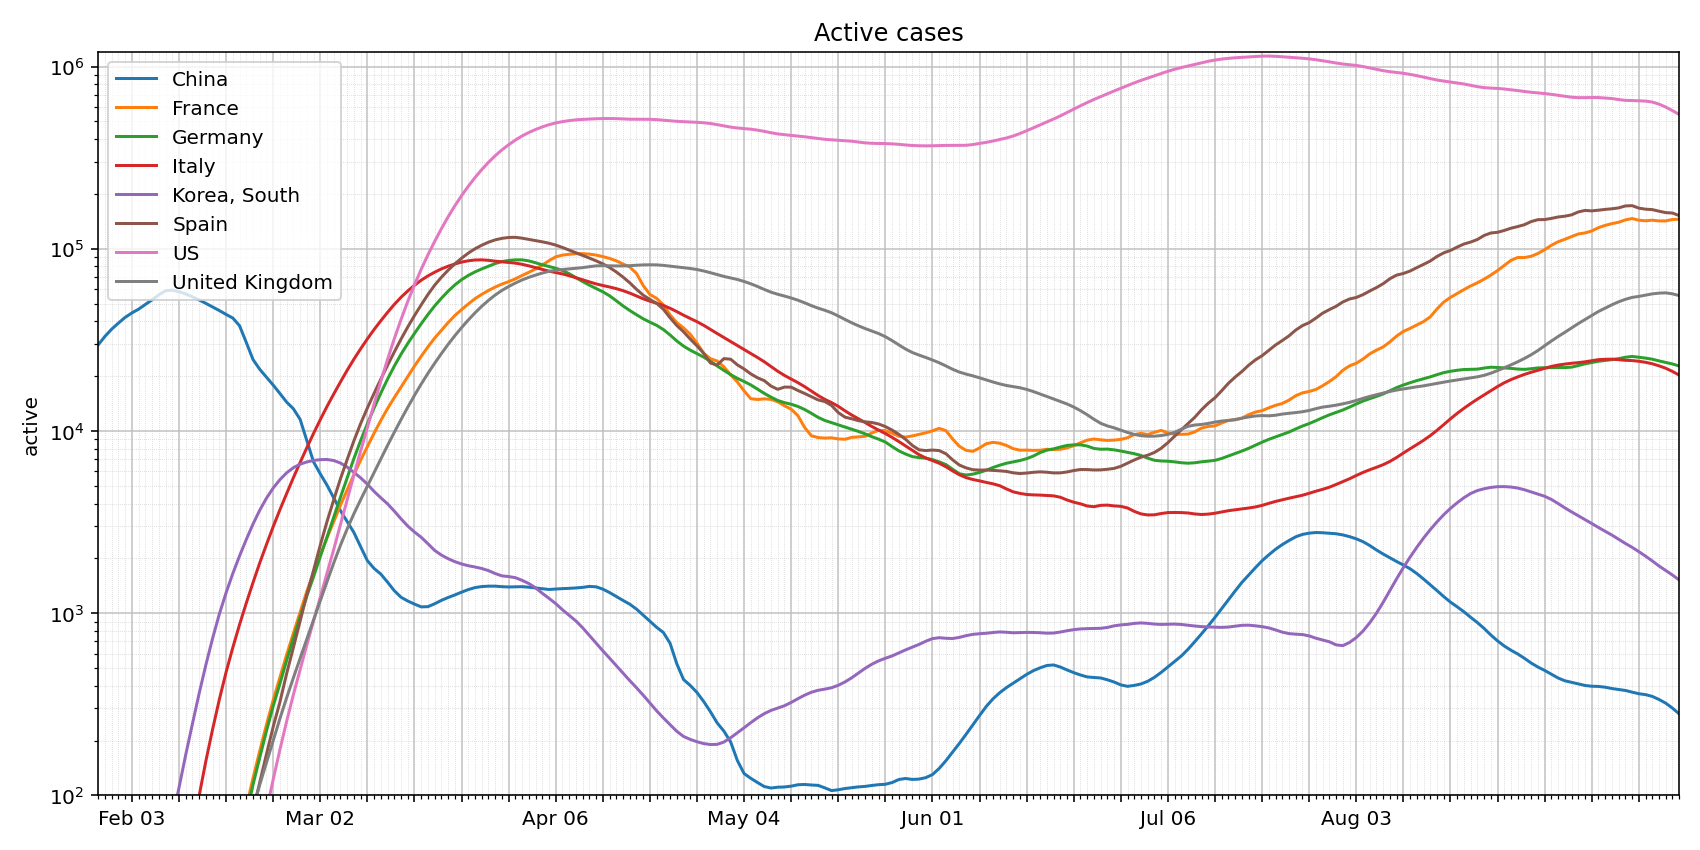 Active cases
active
10^6
10^5
10^4
10^3
10^2
China
France
Germany
Italy
Korea, South
Spain
US
United Kingdom
Feb 03 Mar 02 Apr 06 May 04 Jun 01 Jul 06 Aug 03